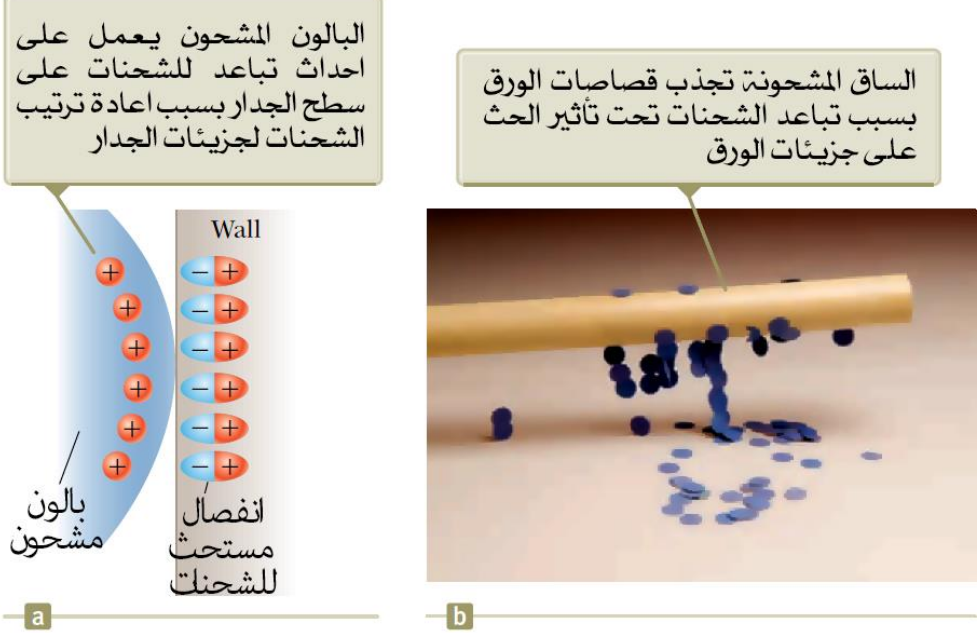 البالون المشحون يعمل على
احداث تباعد للشحنات على
سطح الجدار بسبب اعادة ترتيب
الشحنات لجزيئات الجدار
الساق المشحونة تجذب قصاصات الورق
بسبب تباعد الشحنات تحت تأثير الحث
على جزيئات الورق
Wall
+ - +
+ - +
+ - +
+ - +
+ - +
+ - +
بالون
مشحون
انفصال
مستحث
للشحنات
a
b